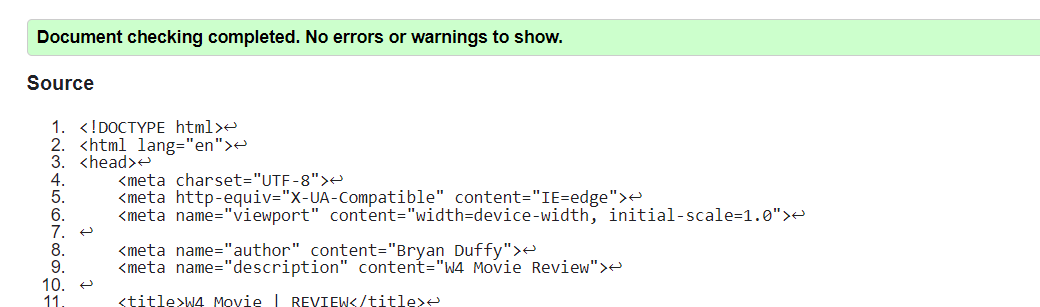 Document checking completed. No errors or warnings to show.
Source
1. <!DOCTYPE html>↩
2. <html lang="en">↩
3. <head>↩
4. <meta charset="UTF-8">↩
5. <meta http-equiv="X-UA-Compatible" content="IE=edge">↩
6. <meta name="viewport" content="width=device-width, initial-scale=1.0">↩
7. ↩
8. <meta name="author" content="Bryan Duffy">↩
9. <meta name="description" content="W4 Movie Review">↩
10. ↩
11. <title>W4 Movie | REVIEW</title>↩